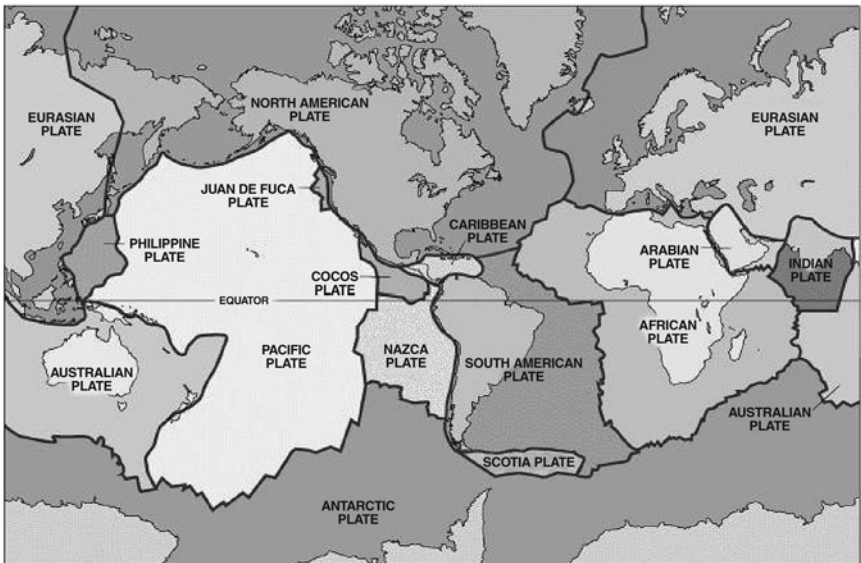 NORTH AMERICAN
PLATE
EURASIAN
PLATE
EURASIAN
PLATE
JUAN DE FUCA
PLATE
CARIBBEAN
PLATE
PHILIPPINE
PLATE
ARABIAN
PLATE
INDIAN
PLATE
COCOS
PLATE
EQUATOR
AFRICAN
PLATE
PACIFIC
PLATE
NAZCA
PLATE
SOUTH AMERICAN
PLATE
AUSTRALIAN
PLATE
AUSTRALIAN
PLATE
SCOTIA PLATE
ANTARCTIC
PLATE